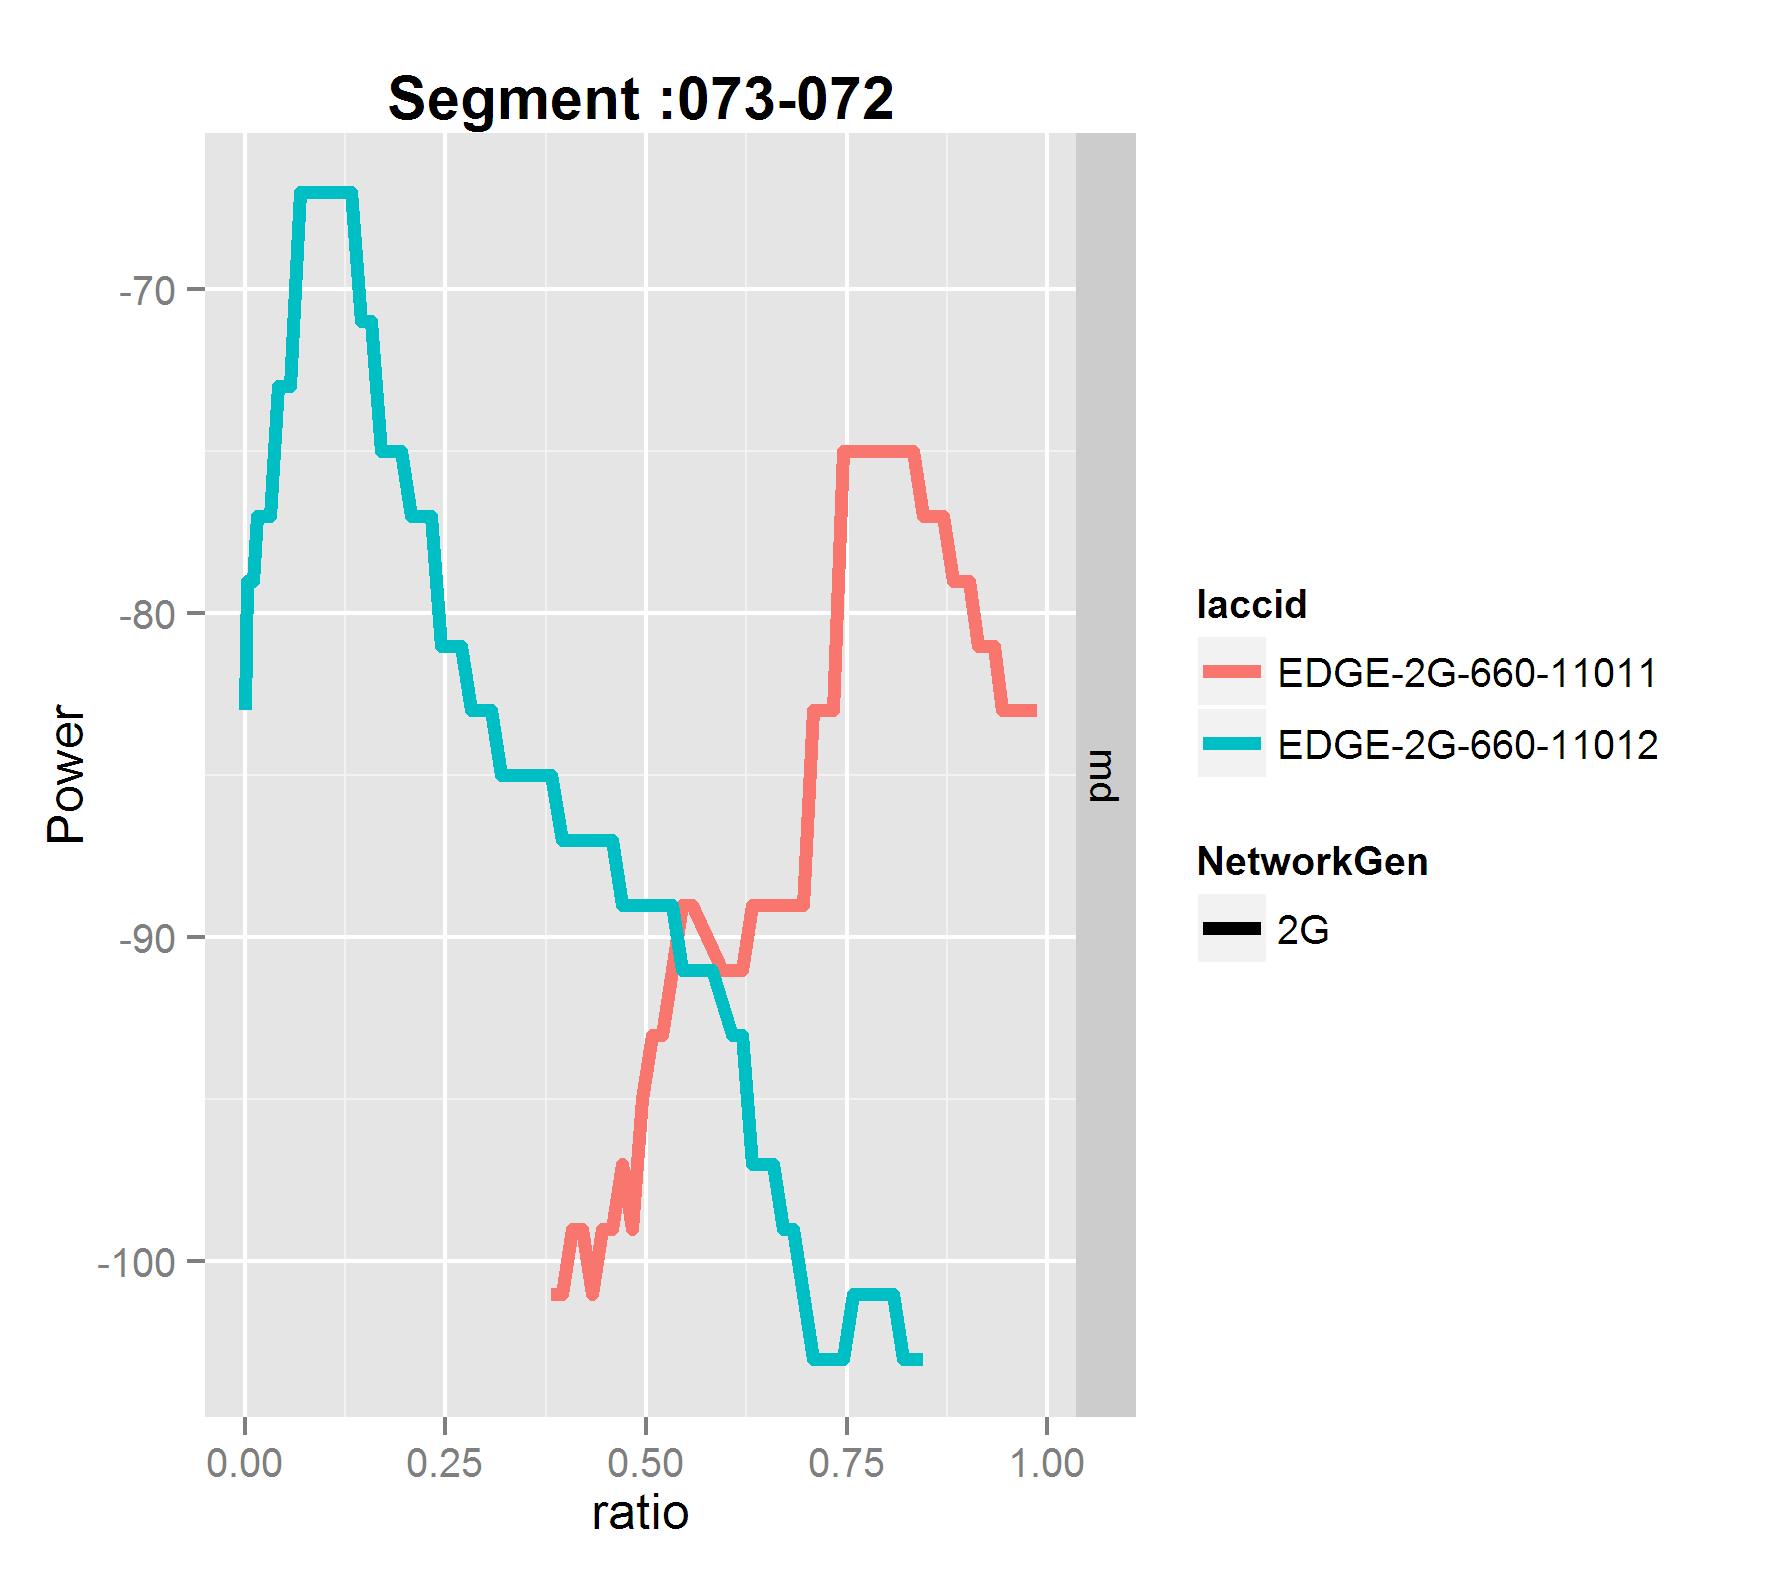 Segment :073-072
-70
-80
-90
-100
Power
0.00 0.25 0.50 0.75 1.00
ratio
md
laccid
EDGE-2G-660-11011
EDGE-2G-660-11012
NetworkGen
2G